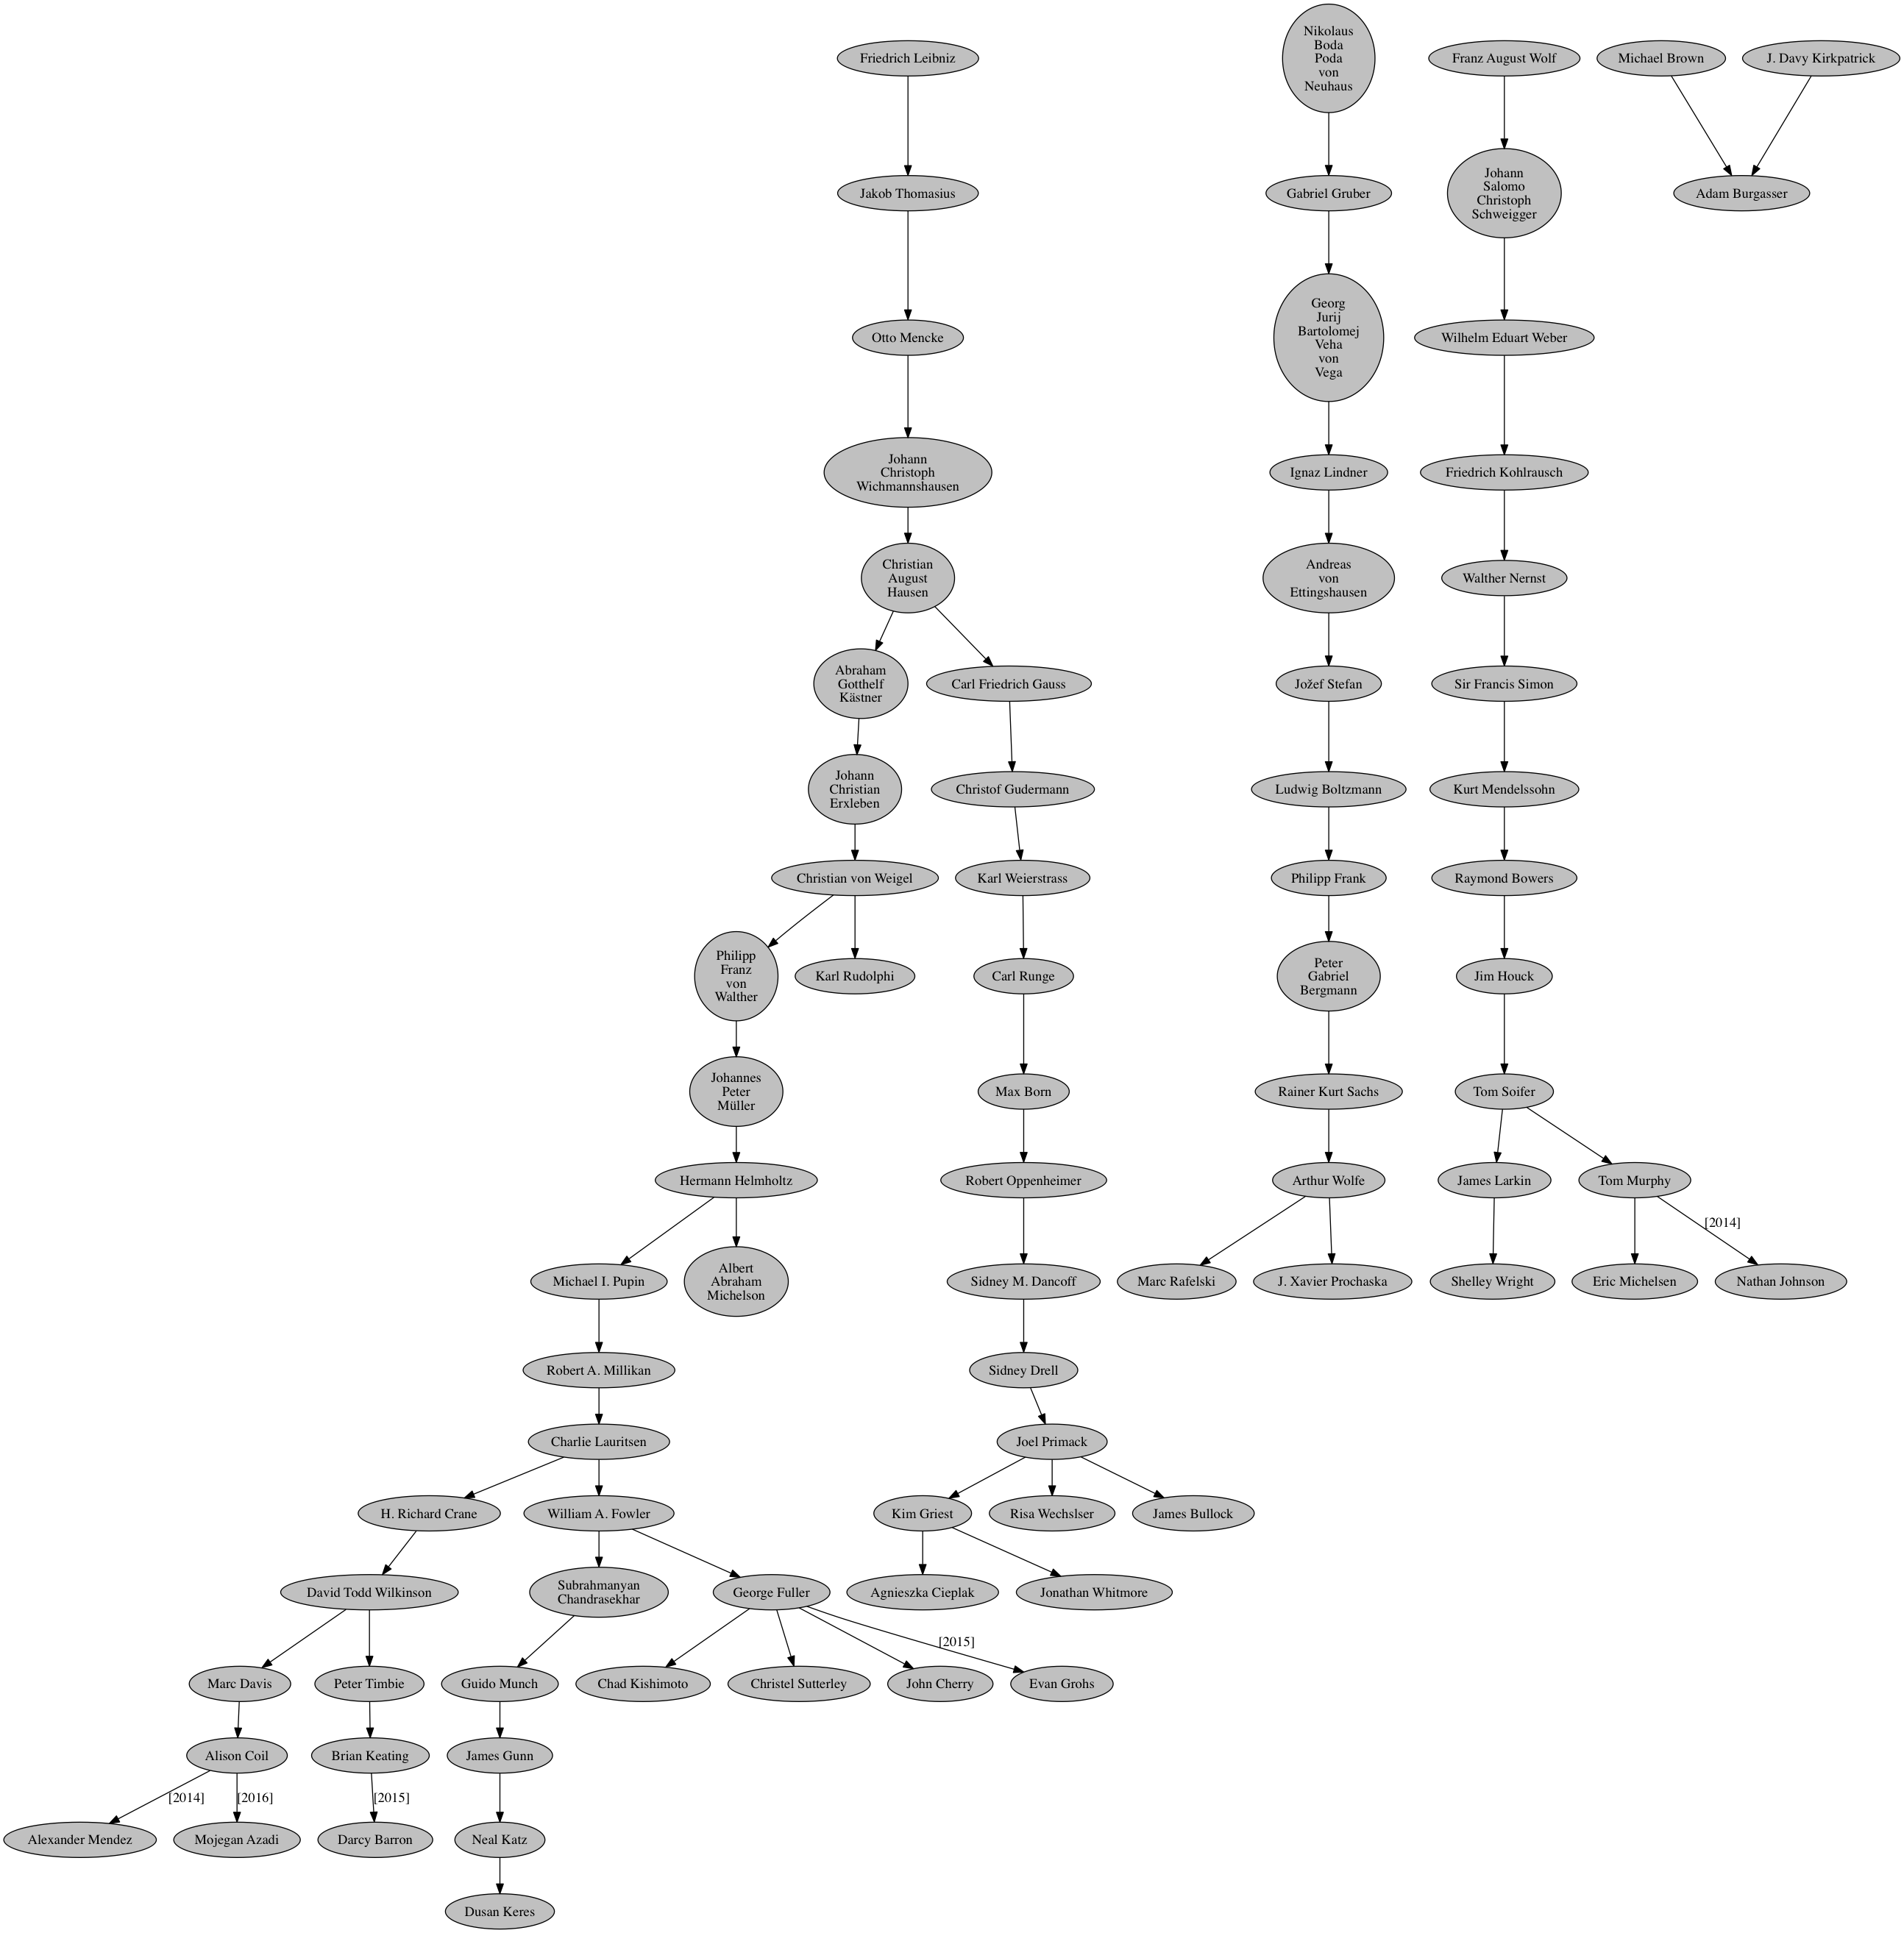 Friedrich Leibniz
Nikolaus
Boda
Poda
von
Neuhaus
Franz August Wolf
Michael Brown
J. Davy Kirkpatrick
Jakob Thomasius
Gabriel Gruber
Johann
Salomo
Christoph
Schweigger
Adam Burgasser
Otto Mencke
Georg
Jurij
Bartolomej
Veha
von
Vega
Wilhelm Eduart Weber
Johann
Christoph
Wichmannshausen
Ignaz Lindner
Friedrich Kohlrausch
Christian
August
Hausen
Andreas
von
Ettingshausen
Walther Nernst
Abraham
Gotthelf
Kästner
Carl Friedrich Gauss
Jožef Stefan
Sir Francis Simon
Johann
Christian
Erxleben
Christof Gudermann
Ludwig Boltzmann
Kurt Mendelssohn
Christian von Weigel
Karl Weierstrass
Philipp Frank
Raymond Bowers
Philipp
Franz
von
Walther
Karl Rudolphi
Carl Runge
Peter
Gabriel
Bergmann
Jim Houck
Johannes
Peter
Müller
Max Born
Rainer Kurt Sachs
Tom Soifer
Hermann Helmholtz
Robert Oppenheimer
Arthur Wolfe
James Larkin
Tom Murphy
[2014]
Michael I. Pupin
Albert
Abraham
Michelson
Sidney M. Dancoff
Marc Rafelski
J. Xavier Prochaska
Shelley Wright
Eric Michelsen
Nathan Johnson
Robert A. Millikan
Sidney Drell
Charlie Lauritsen
Joel Primack
H. Richard Crane
William A. Fowler
Kim Griest
Risa Wechslser
James Bullock
David Todd Wilkinson
Subrahmanyan
Chandrasekhar
George Fuller
Agnieszka Cieplak
Jonathan Whitmore
[2015]
Marc Davis
Peter Timbie
Guido Munch
Chad Kishimoto
Christel Sutterley
John Cherry
Evan Grohs
Alison Coil
Brian Keating
James Gunn
[2014]
[2016]
[2015]
Alexander Mendez
Mojegan Azadi
Darcy Barron
Neal Katz
Dusan Keres